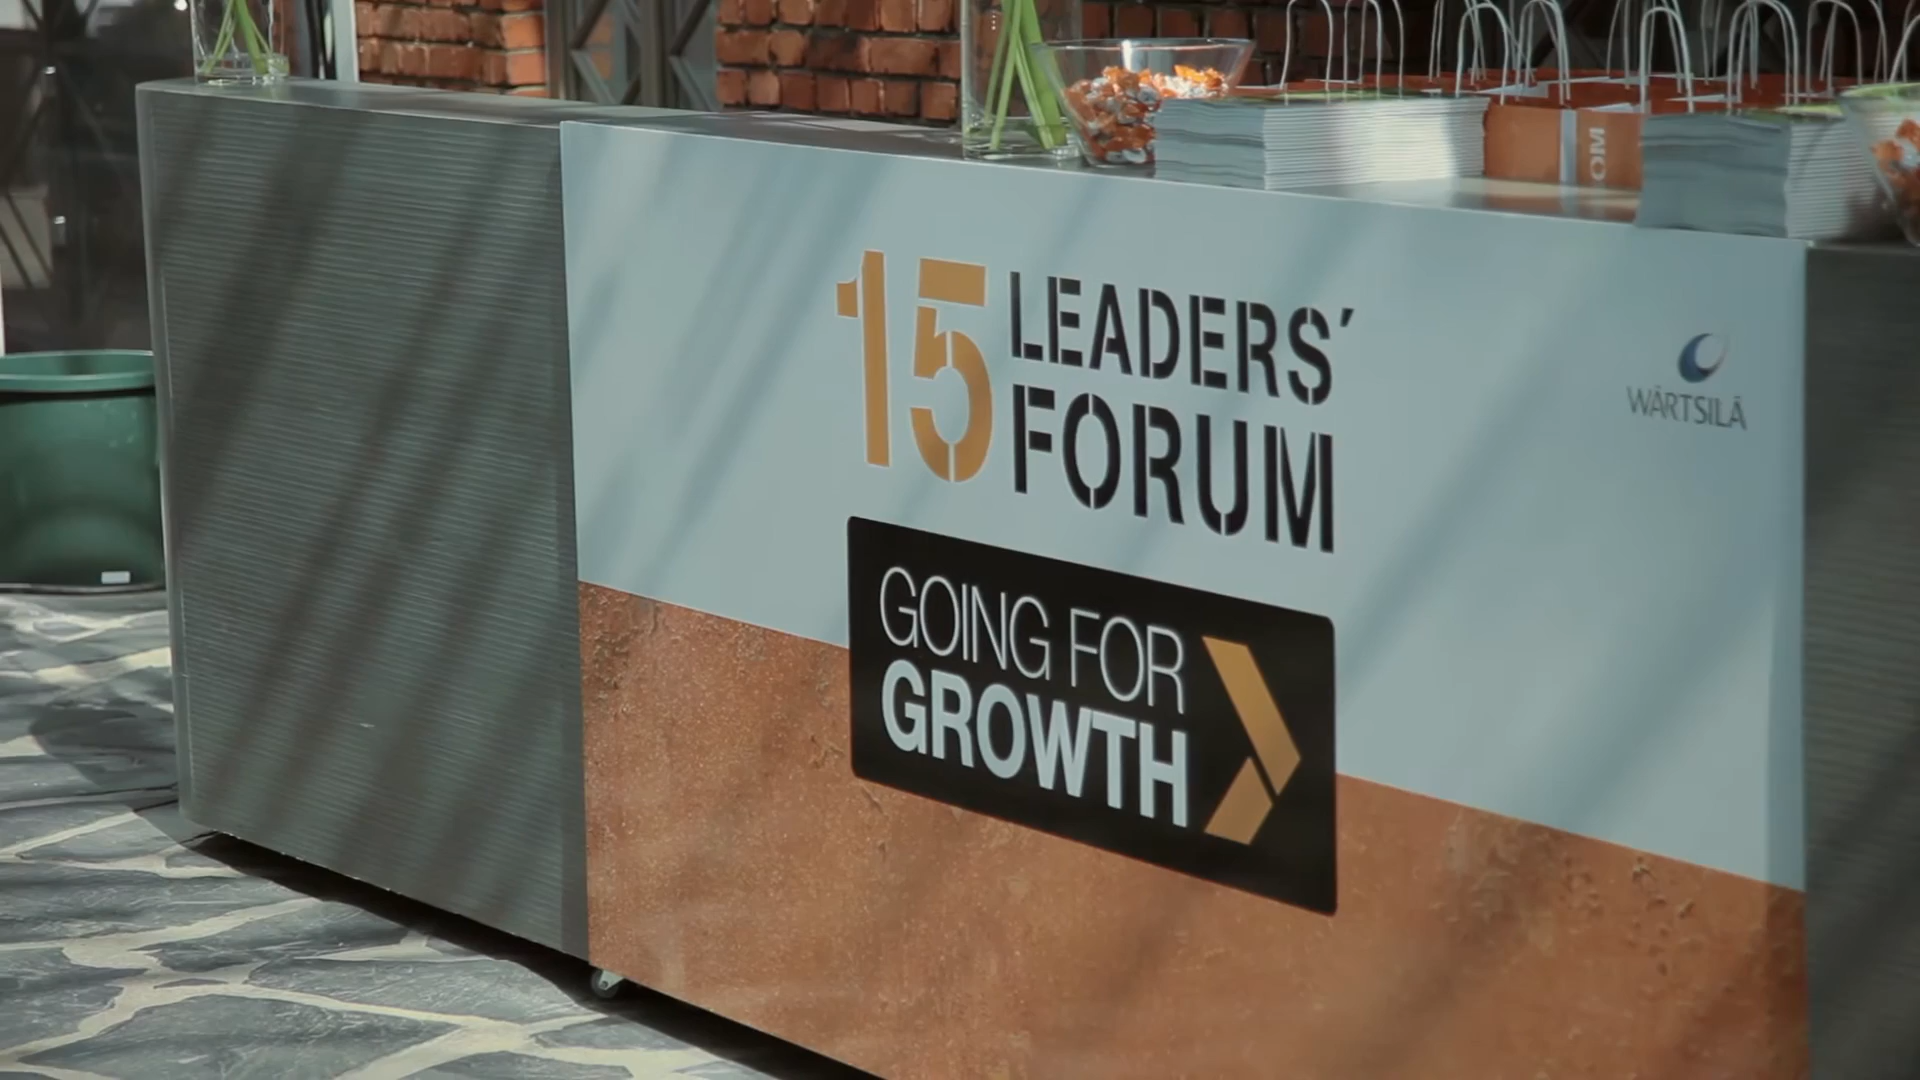 15 LEADERS'
FORUM
GOING FOR
GROWTH
WÄRTSILÄ